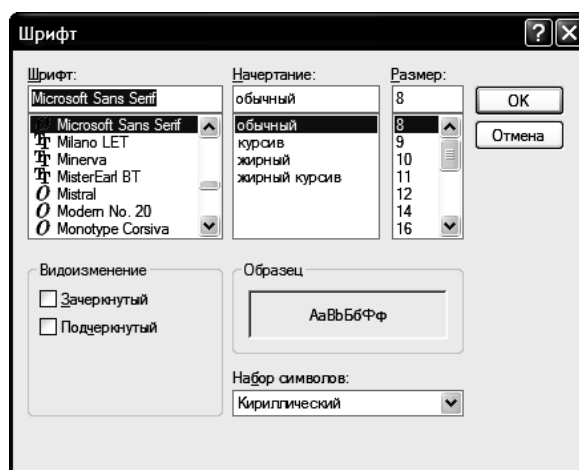 Шрифт
Шрифт:
Microsoft Sans Serif
Microsoft Sans Serif
Milano LET
Minerva
MisterEarl BT
Mistral
Modern No. 20
Monotype Corsiva
Начертание:
обычный
обычный
курсив
жирный
жирный курсив
Размер:
8
8
9
10
11
12
14
16
ОК
Отмена
Видоизменение
Зачеркнутый
Подчеркнутый
Образец
АаВbБбФф
Набор символов:
Кириллический